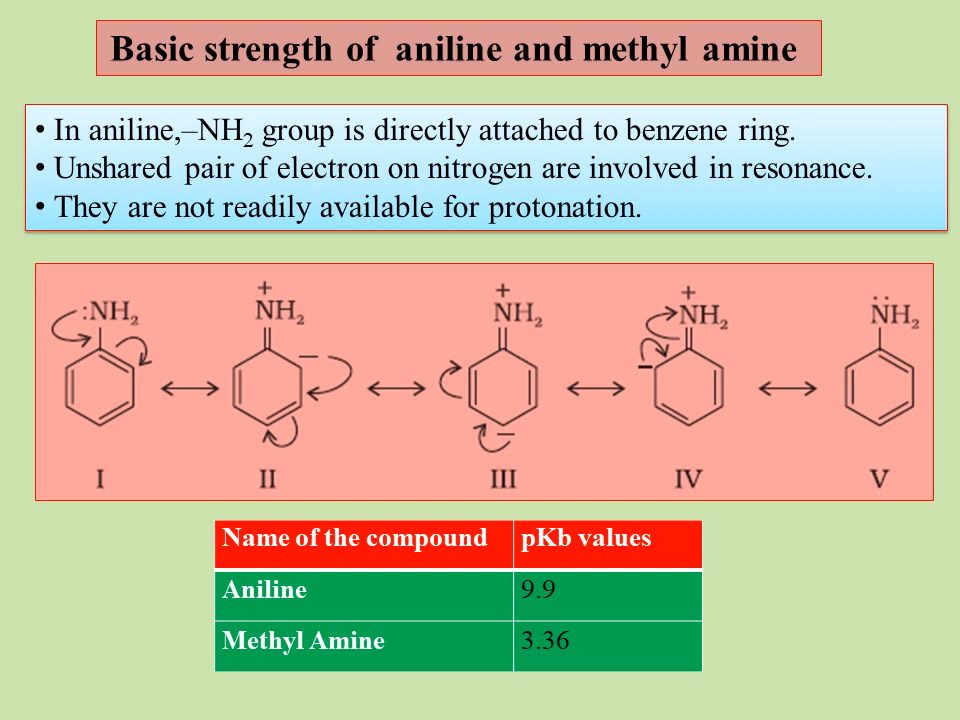 Basic strength of aniline and methyl amine
• In aniline,–NH2 group is directly attached to benzene ring.
• Unshared pair of electron on nitrogen are involved in resonance.
• They are not readily available for protonation.
:NH2
+
NH2
+
NH2
+
NH2
..
NH2
I II III IV V
Name of the compound pKb values
Aniline 9.9
Methyl Amine 3.36